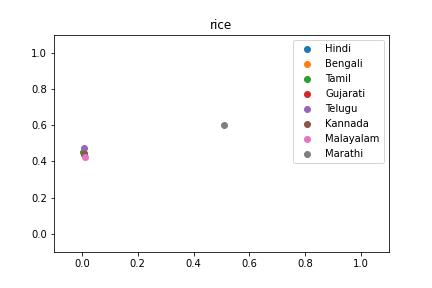 rice
1.0
0.8
0.6
0.4
0.2
0.0
0.0 0.2 0.4 0.6 0.8 1.0
Hindi
Bengali
Tamil
Gujarati
Telugu
Kannada
Malayalam
Marathi